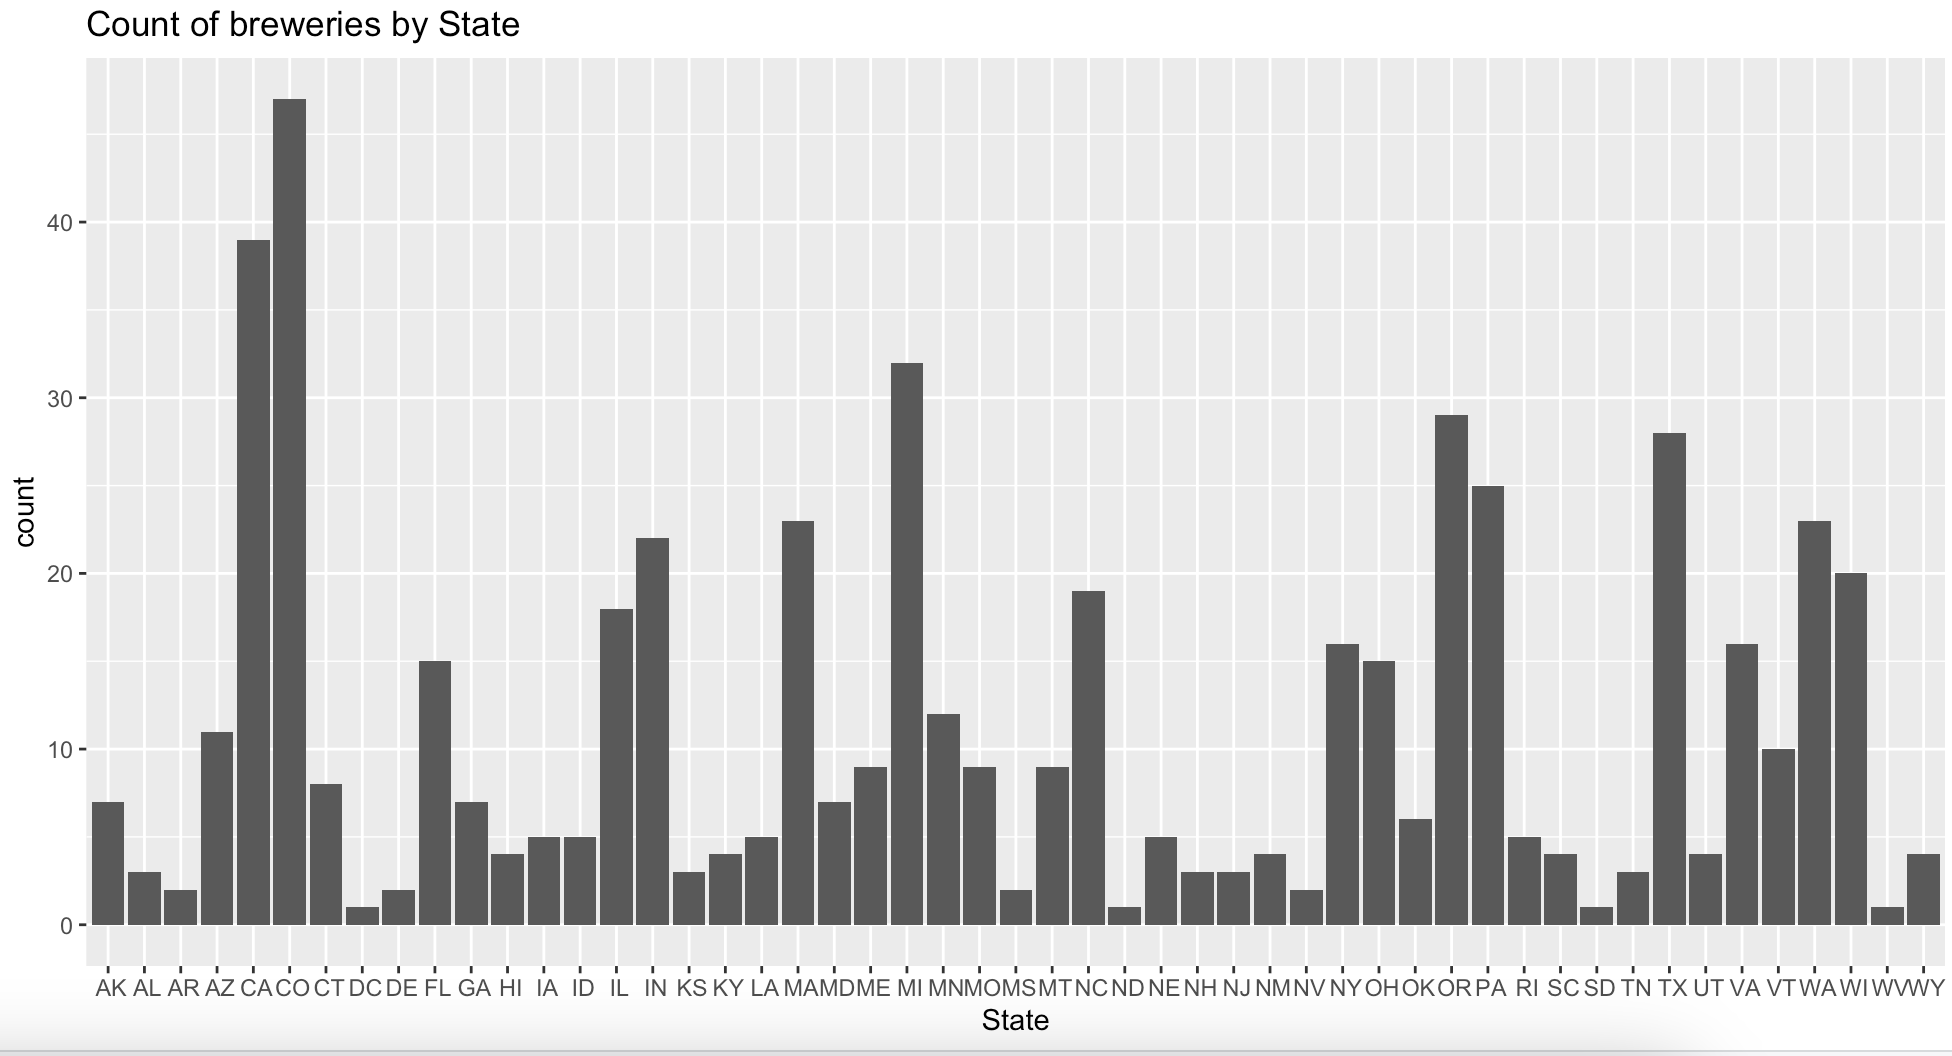 Count of breweries by State
count
40
30
20
10
0
AK AL AR AZ CA CO CT DC DE FL GA HI IA ID IL IN KS KY LA MA MD ME MI MN MO MS MT NC ND NE NH NJ NM NV NY OH OK OR PA RI SC SD TN TX UT VA VT WA WI WV WY
State